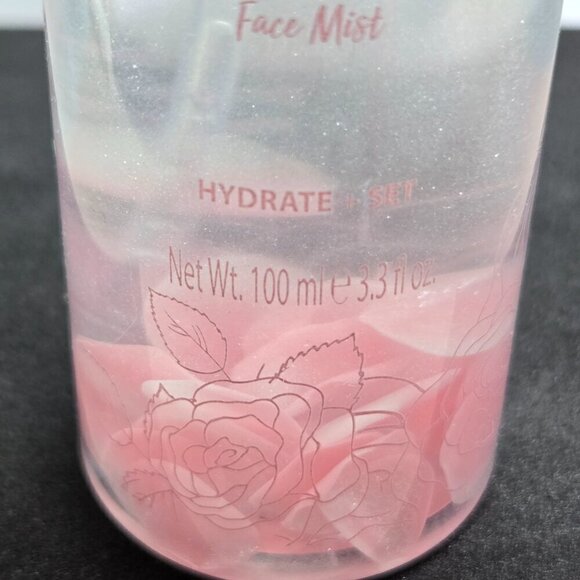 Face Mist
HYDRATE + SET
Net Wt. 100 ml ℮ 3.3 fl oz.